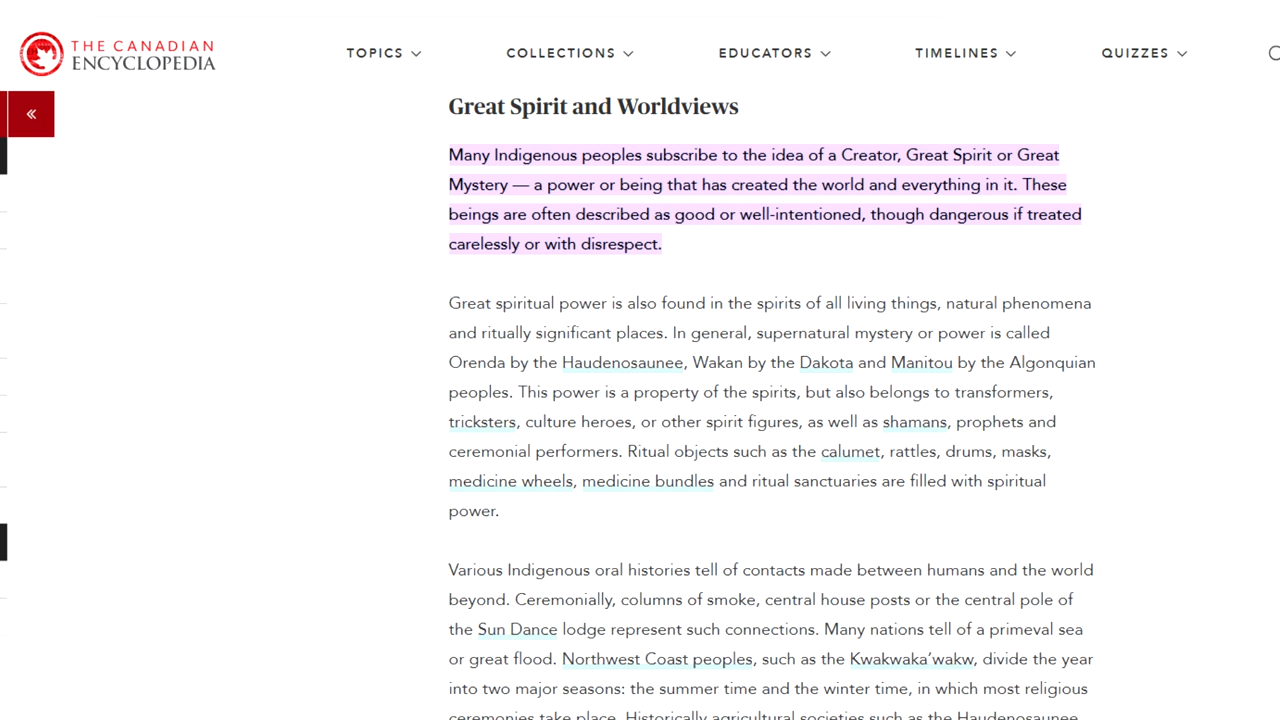 THE CANADIAN
ENCYCLOPEDIA
TOPICS
COLLECTIONS
EDUCATORS
TIMELINES
QUIZZES
Great Spirit and Worldviews
Many Indigenous peoples subscribe to the idea of a Creator, Great Spirit or Great
Mystery — a power or being that has created the world and everything in it. These
beings are often described as good or well-intentioned, though dangerous if treated
carelessly or with disrespect.
Great spiritual power is also found in the spirits of all living things, natural phenomena
and ritually significant places. In general, supernatural mystery or power is called
Orenda by the Haudenosaunee, Wakan by the Dakota and Manitou by the Algonquian
peoples. This power is a property of the spirits, but also belongs to transformers,
tricksters, culture heroes, or other spirit figures, as well as shamans, prophets and
ceremonial performers. Ritual objects such as the calumet, rattles, drums, masks,
medicine wheels, medicine bundles and ritual sanctuaries are filled with spiritual
power.
Various Indigenous oral histories tell of contacts made between humans and the world
beyond. Ceremonially, columns of smoke, central house posts or the central pole of
the Sun Dance lodge represent such connections. Many nations tell of a primeval sea
or great flood. Northwest Coast peoples, such as the Kwakwaka’wakw, divide the year
into two major seasons: the summer time and the winter time, in which most religious
ceremonies take place. Historically agricultural societies such as the Haudenosaunee